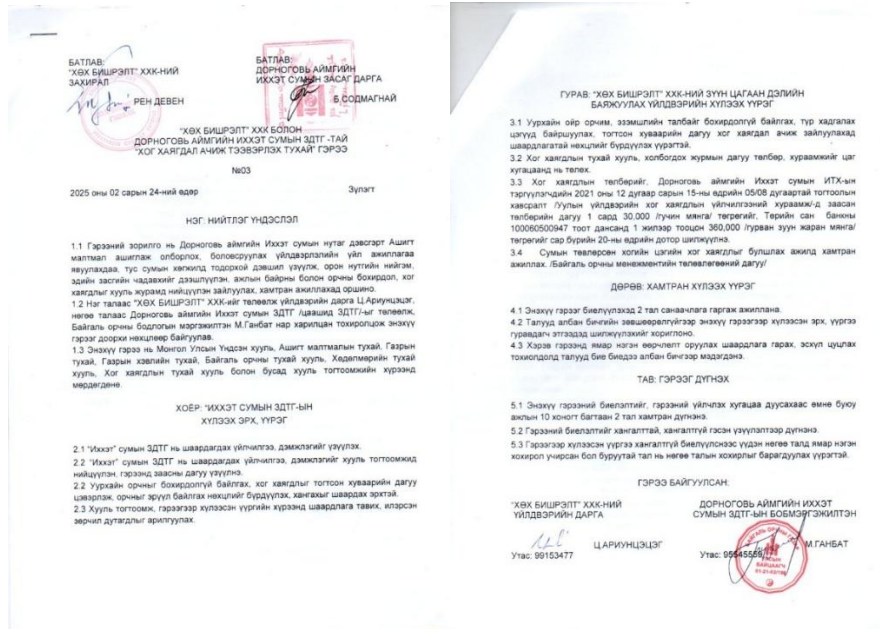 БАТЛАВ:
"ХӨХ БИШРЭЛТ" ХХК-НИЙ
ЗАХИРАЛ
РЕН ДЕВЕН
БАТЛАВ:
ДОРНОГОВЬ АЙМГИЙН
ИХХЭТ СУМЫН ЗАСАГ ДАРГА
Б.СОДМАГНАЙ
"ХӨХ БИШРЭЛТ" ХХК БОЛОН
ДОРНОГОВЬ АЙМГИЙН ИХХЭТ СУМЫН ЗДТГ -ТАЙ
"ХОГ ХАЯГДАЛ АЧИЖ ТЭЭВЭРЛЭХ ТУХАЙ" ГЭРЭЭ
№03
2025 оны 02 сарын 24-ний өдөр
Зүлэгт
НЭГ: НИЙТЛЭГ ҮНДЭСЛЭЛ
1.1 Гэрээний зорилго нь Дорноговь аймгийн Иххэт сумын нутаг дэвсгэрт Ашигт
малтмал ашиглаж олборлох, боловсруулах үйлдвэрлэлийн үйл ажиллагаа
явуулахдаа, тус сумын хөгжилд тодорхой дэвшил үзүүлж, орон нутгийн нийгэм,
эдийн засгийн чадавхийг дээшлүүлэн, ажлын байрны болон орчны бохирдол, хог
хаягдлыг хууль журамд нийцүүлэн зайлуулах, хамтран ажиллахад оршино.
1.2 Нэг талаас "ХӨХ БИШРЭЛТ" ХХК-ийг төлөөлж үйлдвэрийн дарга Ц.Ариунцэцэг,
нөгөө талаас Дорноговь аймгийн Иххэт сумын ЗДТГ /цаашид ЗДТГ/-ыг төлөөлж,
Байгаль орчны бодлогын мэргэжилтэн М.Ганбат нар харилцан тохиролцож энэхүү
гэрээг доорхи нөхцлөөр байгуулав.
1.3 Энэхүү гэрээ нь Монгол Улсын Үндсэн хууль, Ашигт малтмалын тухай, Газрын
тухай, Газрын хэвлийн тухай, Байгаль орчны тухай хууль, Хөдөлмөрийн тухай
хууль, Хог хаягдлын тухай хууль болон бусад хууль тогтоомжийн хүрээнд
мөрдөгдөнө.
ХОЁР: "ИХХЭТ СУМЫН ЗДТГ-ЫН
ХҮЛЭЭХ ЭРХ, ҮҮРЭГ
2.1 "Иххэт" сумын ЗДТГ нь шаардагдах үйлчилгээ, дэмжлэгийг үзүүлэх.
2.2 "Иххэт" сумын ЗДТГ нь шаардагдах үйлчилгээ, дэмжлэгийг хууль тогтоомжид
нийцүүлэн, гэрээнд заасны дагуу үзүүлнэ.
2.2 Уурхайн орчныг бохирдолгүй байлгах, хог хаягдлыг тогтсон хуваарийн дагуу
цэвэрлэж, орчныг эрүүл байлгах нөхцлийг бүрдүүлэх, хангахыг шаардах эрхтэй.
2.3 Хууль тогтоомж, гэрээгээр хүлээсэн үүргийн хүрээнд шаардлага тавих, илэрсэн
зөрчил дутагдлыг арилгуулах.
ГУРАВ: "ХӨХ БИШРЭЛТ" ХХК-НИЙ ЗҮҮН ЦАГААН ДЭЛИЙН
БАЯЖУУЛАХ ҮЙЛДВЭРИЙН ХҮЛЭЭХ ҮҮРЭГ
3.1 Уурхайн ойр орчим, эзэмшлийн талбайг бохирдолгүй байлгах, түр хадгалах
цэгүүд байршуулах, тогтсон хуваарийн дагуу хог хаягдал ачиж зайлуулахад
шаардлагатай нөхцлийг бүрдүүлэх үүрэгтэй.
3.2 Хог хаягдлын тухай хууль, холбогдох журмын дагуу төлбөр, хураамжийг цаг
хугацаанд нь төлөх.
3.3 Хог хаягдлын төлбөрийг, Дорноговь аймгийн Иххэт сумын ИТХ-ын
тэргүүлэгчдийн 2021 оны 12 дугаар сарын 15-ны өдрийн 05/08 дугаартай тогтоолын
хавсралт /Уулын үйлдвэрийн хог хаягдлын үйлчилгээний хураамж/-д заасан
төлбөрийн дагуу 1 сард 30.000 /гучин мянга/ төгрөгийг, Төрийн сан банкны
100060500947 тоот дансанд 1 жилээр тооцон 360,000 /гурван зуун жаран мянга/
төгрөгийг сар бүрийн 20-ны өдрийн дотор шилжүүлнэ.
3.4 Сумын төвлөрсөн хогийн цэгийн хог хаягдлыг булшлах ажилд хамтран
ажиллах. /Байгаль орчны менежментийн төлөвлөгөөний дагуу/
ДӨРӨВ: ХАМТРАН ХҮЛЭЭХ ҮҮРЭГ
4.1 Энэхүү гэрээг биелүүлэхэд 2 тал санаачлага гаргаж ажиллана.
4.2 Талууд албан бичгийн зөвшөөрөлгүйгээр энэхүү гэрээгээр хүлээсэн эрх, үүргээ
гуравдагч этгээдэд шилжүүлэхийг хориглоно.
4.3 Хэрэв гэрээнд ямар нэгэн өөрчлөлт оруулах шаардлага гарах, эсхүл цуцлах
тохиолдолд талууд бие биедээ албан бичгээр мэдэгдэнэ.
ТАВ: ГЭРЭЭГ ДҮГНЭХ
5.1 Энэхүү гэрээний биелэлтийг, гэрээний үйлчлэх хугацаа дуусахаас өмнө буюу
ажлын 10 хоногт багтаан 2 тал хамтран дүгнэнэ.
5.2 Гэрээний биелэлтийг хангалттай, хангалтгүй гэсэн үзүүлэлтээр дүгнэнэ.
5.3 Гэрээгээр хүлээсэн үүргээ хангалтгүй биелүүлснээс үүдэн нөгөө талд ямар нэгэн
хохирол учирсан бол буруутай тал нь нөгөө талын хохирлыг барагдуулах үүрэгтэй.
ГЭРЭЭ БАЙГУУЛСАН:
"ХӨХ БИШРЭЛТ" ХХК-НИЙ
ҮЙЛДВЭРИЙН ДАРГА
Ц.АРИУНЦЭЦЭГ
Утас: 99153477
ДОРНОГОВЬ АЙМГИЙН ИХХЭТ
СУМЫН ЗДТГ-ЫН БОБМЭРГЭЖИЛТЭН
М.ГАНБАТ
Утас: 95545559